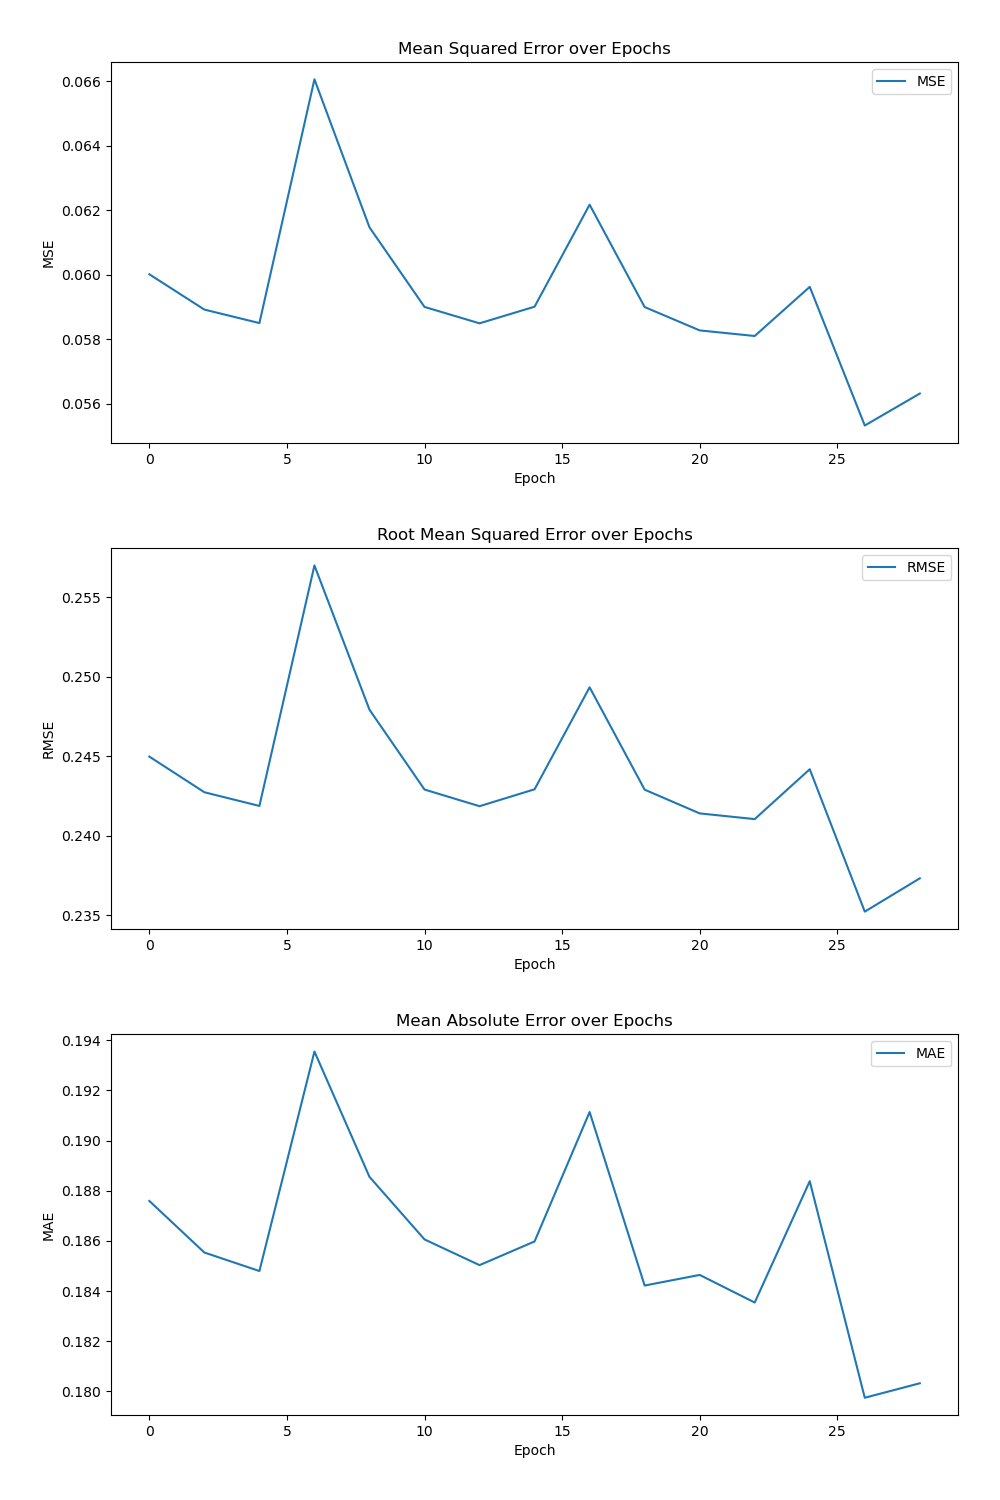 Mean Squared Error over Epochs
MSE
0.066
0.064
0.062
0.060
0.058
0.056
MSE
0 5 10 15 20 25
Epoch
Root Mean Squared Error over Epochs
RMSE
0.255
0.250
0.245
0.240
0.235
RMSE
0 5 10 15 20 25
Epoch
Mean Absolute Error over Epochs
MAE
0.194
0.192
0.190
0.188
0.186
0.184
0.182
0.180
MAE
0 5 10 15 20 25
Epoch